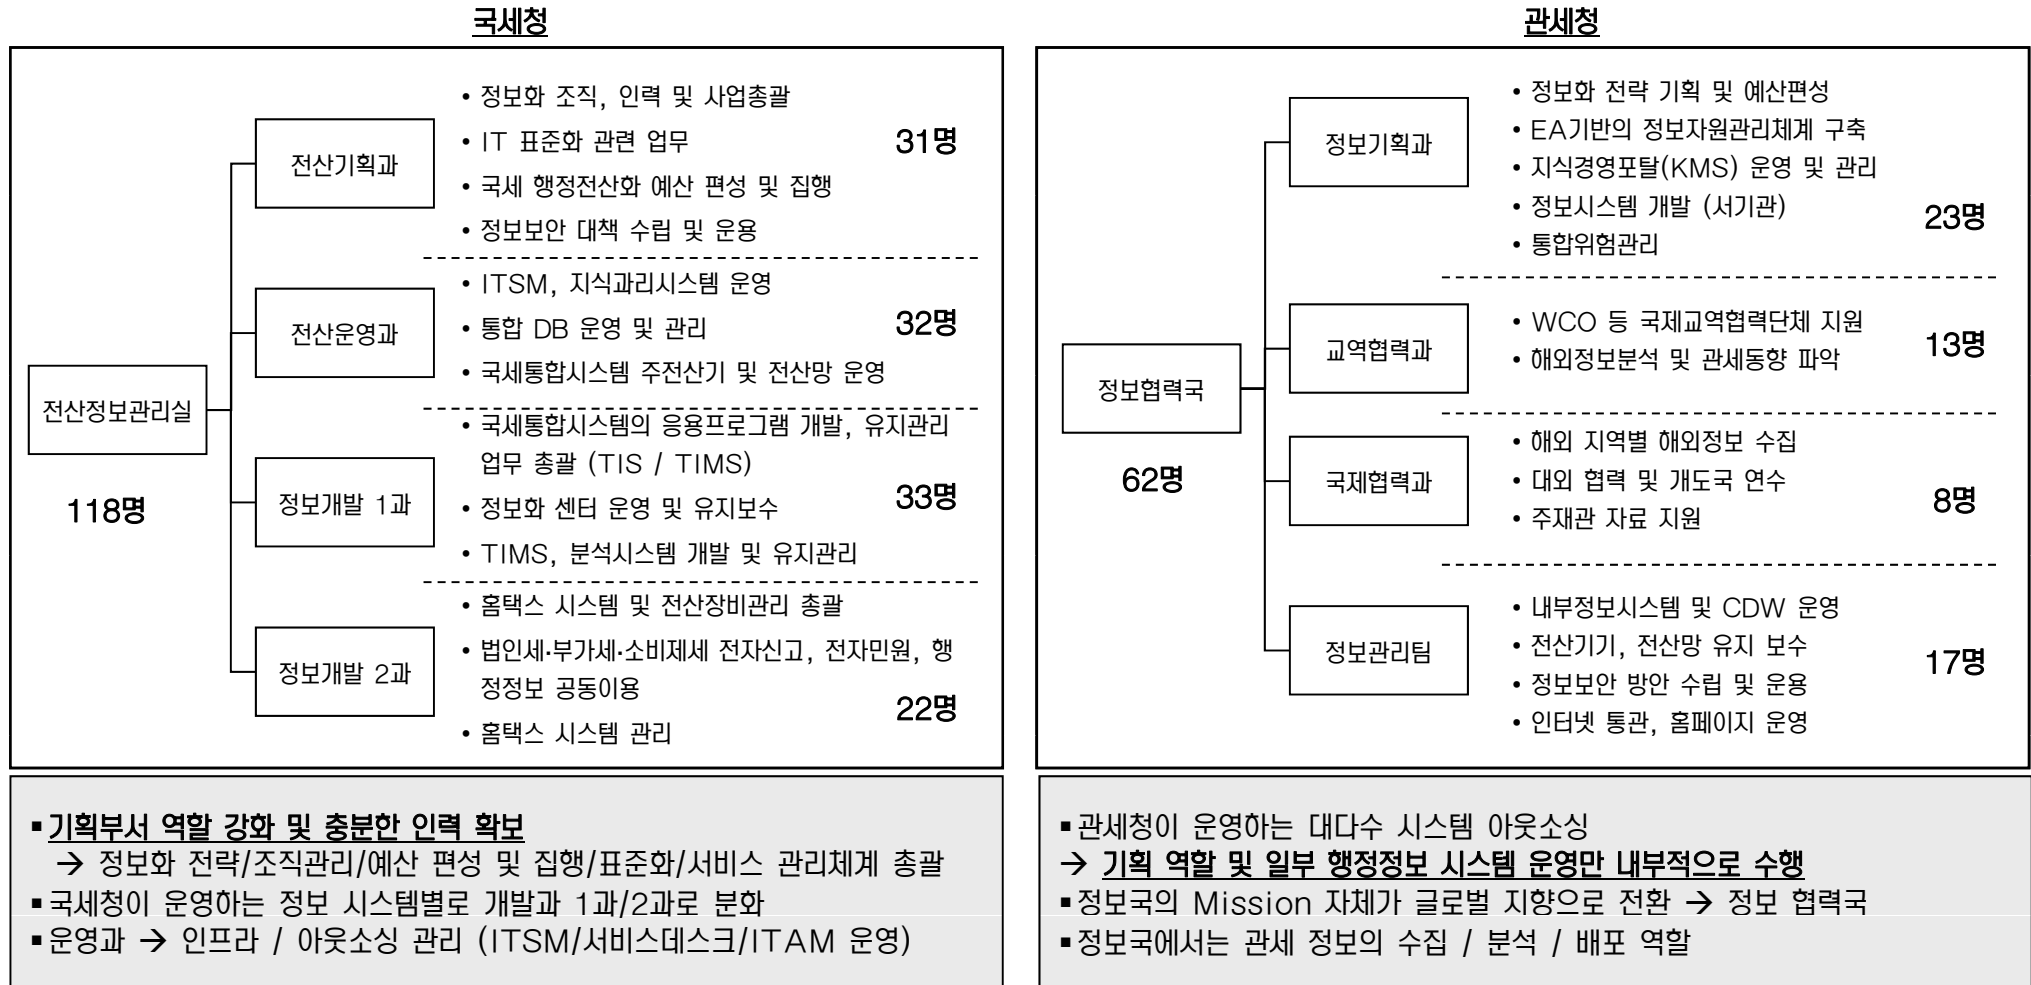 국세청
전산정보관리실
118명
전산기획과
• 정보화 조직, 인력 및 사업총괄
• IT 표준화 관련 업무
• 국세 행정전산화 예산 편성 및 집행
• 정보보안 대책 수립 및 운용
31명
전산운영과
• ITSM, 지식과리시스템 운영
• 통합 DB 운영 및 관리
• 국세통합시스템 주전산기 및 전산망 운영
32명
정보개발 1과
• 국세통합시스템의 응용프로그램 개발, 유지관리
업무 총괄 (TIS / TIMS)
• 정보화 센터 운영 및 유지보수
• TIMS, 분석시스템 개발 및 유지관리
33명
정보개발 2과
• 홈택스 시스템 및 전산장비관리 총괄
• 법인세·부가세·소비제세 전자신고, 전자민원, 행
정정보 공동이용
• 홈택스 시스템 관리
22명
▪ 기획부서 역할 강화 및 충분한 인력 확보
→ 정보화 전략/조직관리/예산 편성 및 집행/표준화/서비스 관리체계 총괄
▪ 국세청이 운영하는 정보 시스템별로 개발과 1과/2과로 분화
▪ 운영과 → 인프라 / 아웃소싱 관리 (ITSM/서비스데스크/ITAM 운영)
관세청
정보협력국
62명
정보기획과
• 정보화 전략 기획 및 예산편성
• EA기반의 정보자원관리체계 구축
• 지식경영포탈(KMS) 운영 및 관리
• 정보시스템 개발 (서기관)
• 통합위험관리
23명
교역협력과
• WCO 등 국제교역협력단체 지원
• 해외정보분석 및 관세동향 파악
13명
국제협력과
• 해외 지역별 해외정보 수집
• 대외 협력 및 개도국 연수
• 주재관 자료 지원
8명
정보관리팀
• 내부정보시스템 및 CDW 운영
• 전산기기, 전산망 유지 보수
• 정보보안 방안 수립 및 운용
• 인터넷 통관, 홈페이지 운영
17명
▪ 관세청이 운영하는 대다수 시스템 아웃소싱
→ 기획 역할 및 일부 행정정보 시스템 운영만 내부적으로 수행
▪ 정보국의 Mission 자체가 글로벌 지향으로 전환 → 정보 협력국
▪ 정보국에서는 관세 정보의 수집 / 분석 / 배포 역할